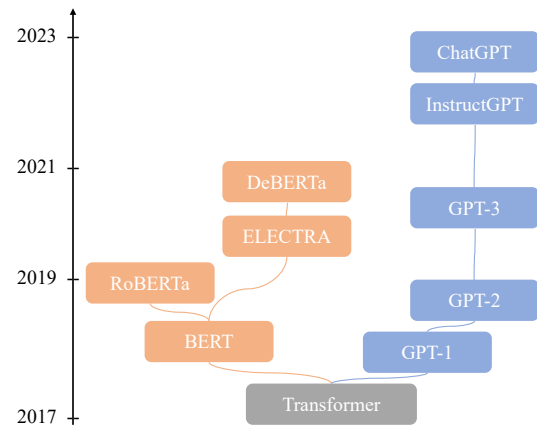 2023
ChatGPT
InstructGPT
2021
DeBERTa
GPT-3
ELECTRA
2019
RoBERTa
GPT-2
BERT
GPT-1
Transformer
2017